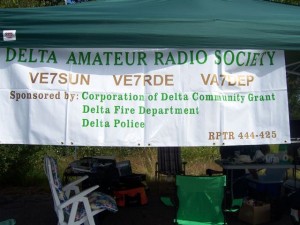 DELTA AMATEUR RADIO SOCIETY
VE7SUN VE7RDE VA7DEP
Sponsored by: Corporation of Delta Community Grant
Delta Fire Department
Delta Police
RPTR 444-425